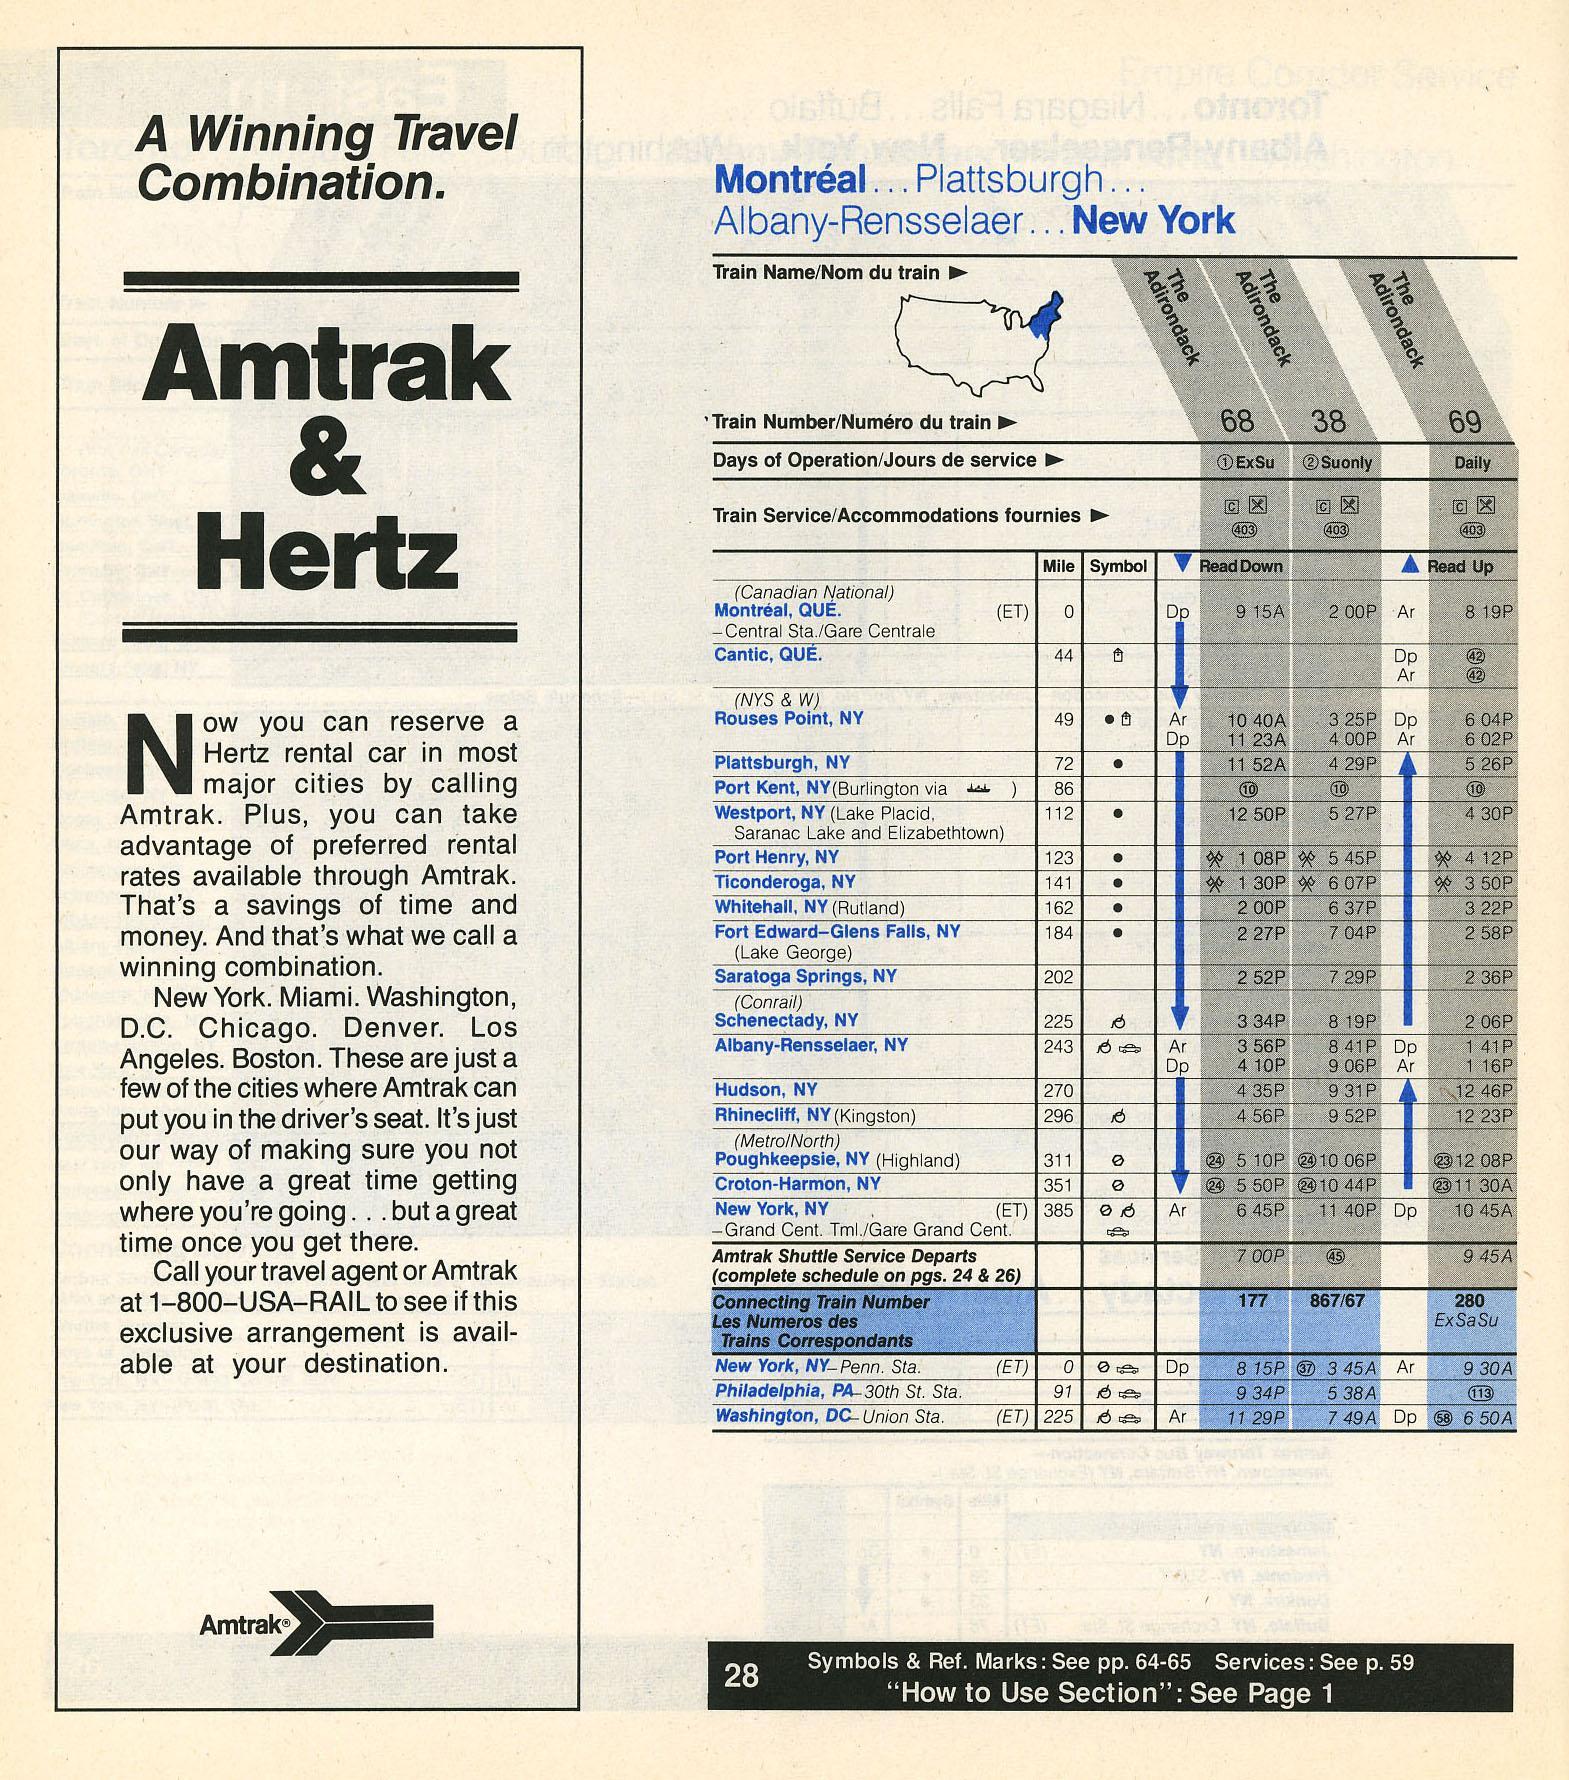 A Winning Travel
Combination.
Amtrak
&
Hertz
Now you can reserve a
Hertz rental car in most
major cities by calling
Amtrak. Plus, you can take
advantage of preferred rental
rates available through Amtrak.
That's a savings of time and
money. And that's what we call a
winning combination.
New York. Miami. Washington,
D.C. Chicago. Denver. Los
Angeles. Boston. These are just a
few of the cities where Amtrak can
put you in the driver's seat. It's just
our way of making sure you not
only have a great time getting
where you're going...but a great
time once you get there.
Call your travel agent or Amtrak
at 1–800–USA–RAIL to see if this
exclusive arrangement is avail-
able at your destination.
Amtrak®
Montréal...Plattsburgh...
Albany-Rensselaer...New York
Train Name/Nom du train ►
The Adirondack The Adirondack The Adirondack
Train Number/Numéro du train ► 68 38 69
Days of Operation/Jours de service ► ① ExSu ② Suonly Daily
Train Service/Accommodations fournies ► C C C
403 403 403
Mile Symbol ▼ Read Down ▲ Read Up
(Canadian National)
Montréal, QUÉ. (ET) 0 Dp 9 15A 2 00P Ar 8 19P
–Central Sta./Gare Centrale
Cantic, QUÉ. 44 Dp ㊷
Ar ㊷
(NYS & W)
Rouses Point, NY 49 ● Ar 10 40A 3 25P Dp 6 04P
Dp 11 23A 4 00P Ar 6 02P
Plattsburgh, NY 72 ● 11 52A 4 29P 5 26P
Port Kent, NY (Burlington via ) 86 ⑩ ⑩ ⑩
Westport, NY (Lake Placid, 112 ● 12 50P 5 27P 4 30P
Saranac Lake and Elizabethtown)
Port Henry, NY 123 ● 1 08P 5 45P 4 12P
Ticonderoga, NY 141 ● 1 30P 6 07P 3 50P
Whitehall, NY (Rutland) 162 ● 2 00P 6 37P 3 22P
Fort Edward–Glens Falls, NY 184 ● 2 27P 7 04P 2 58P
(Lake George)
Saratoga Springs, NY 202 2 52P 7 29P 2 36P
(Conrail)
Schenectady, NY 225 3 34P 8 19P 2 06P
Albany-Rensselaer, NY 243 Ar 3 56P 8 41P Dp 1 41P
Dp 4 10P 9 06P Ar 1 16P
Hudson, NY 270 4 35P 9 31P 12 46P
Rhinecliff, NY (Kingston) 296 4 56P 9 52P 12 23P
(Metro/North)
Poughkeepsie, NY (Highland) 311 ㉔ 5 10P ㉔ 10 06P ㉓ 12 08P
Croton-Harmon, NY 351 ㉔ 5 50P ㉔ 10 44P ㉓ 11 30A
New York, NY (ET) 385 Ar 6 45P 11 40P Dp 10 45A
–Grand Cent. Tml./Gare Grand Cent.
Amtrak Shuttle Service Departs 7 00P ㊺ 9 45A
(complete schedule on pgs. 24 & 26)
Connecting Train Number 177 867/67 280
Les Numeros des ExSaSu
Trains Correspondants
New York, NY–Penn. Sta. (ET) 0 Dp 8 15P ㊲ 3 45A Ar 9 30A
Philadelphia, PA–30th St. Sta. 91 9 34P 5 38A 113
Washington, DC–Union Sta. (ET) 225 Ar 11 29P 7 49A Dp 58 6 50A
28 Symbols & Ref. Marks: See pp. 64-65 Services: See p. 59
"How to Use Section": See Page 1